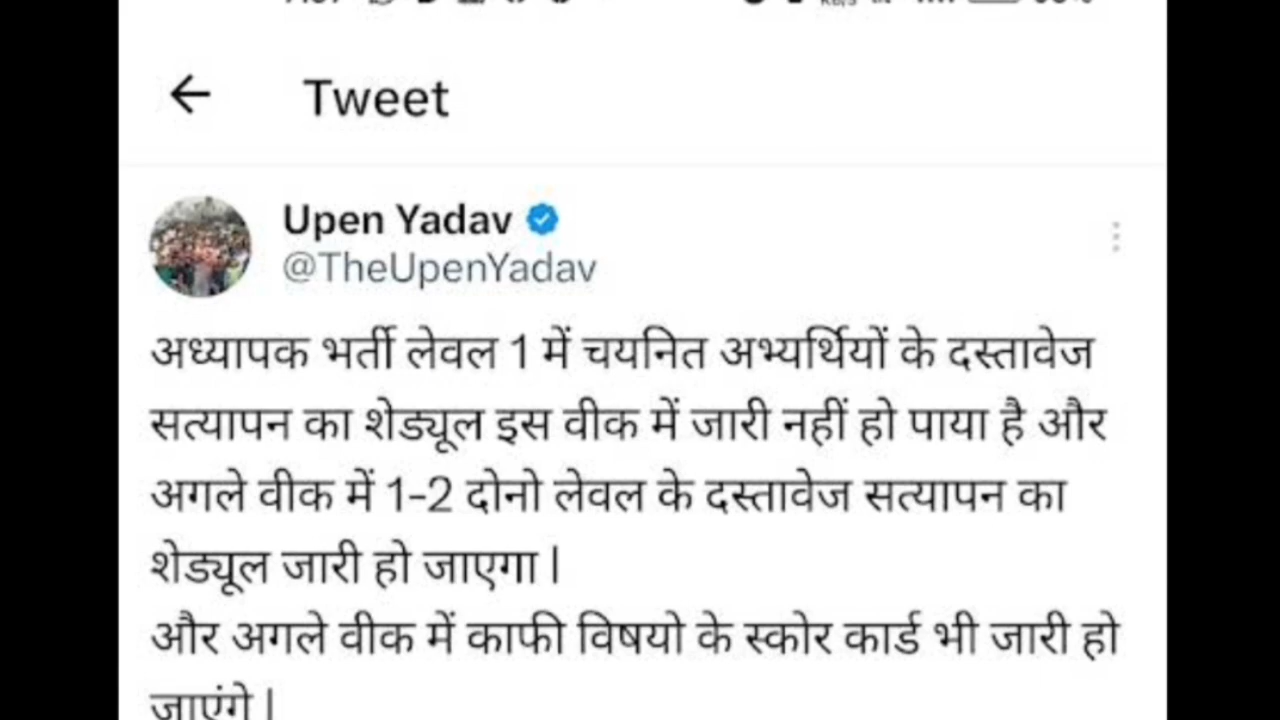 Tweet
Upen Yadav
@TheUpenYadav
अध्यापक भर्ती लेवल 1 में चयनित अभ्यर्थियों के दस्तावेज
सत्यापन का शेड्यूल इस वीक में जारी नहीं हो पाया है और
अगले वीक में 1-2 दोनो लेवल के दस्तावेज सत्यापन का
शेड्यूल जारी हो जाएगा |
और अगले वीक में काफी विषयो के स्कोर कार्ड भी जारी हो
जाएंगे |